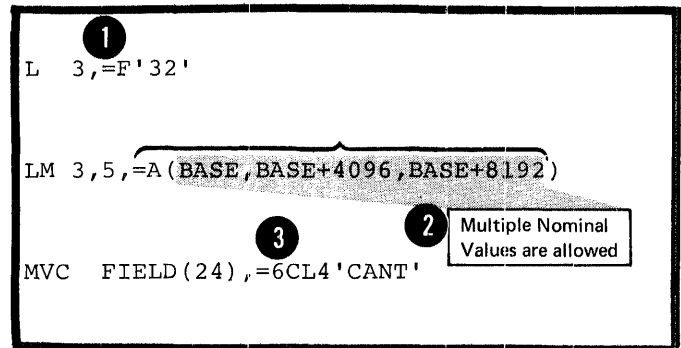 1
L 3,=F'32'
LM 3,5,=A(BASE,BASE+4096,BASE+8192)
2
Multiple Nominal
Values are allowed
3
MVC FIELD(24),=6CL4'CANT'